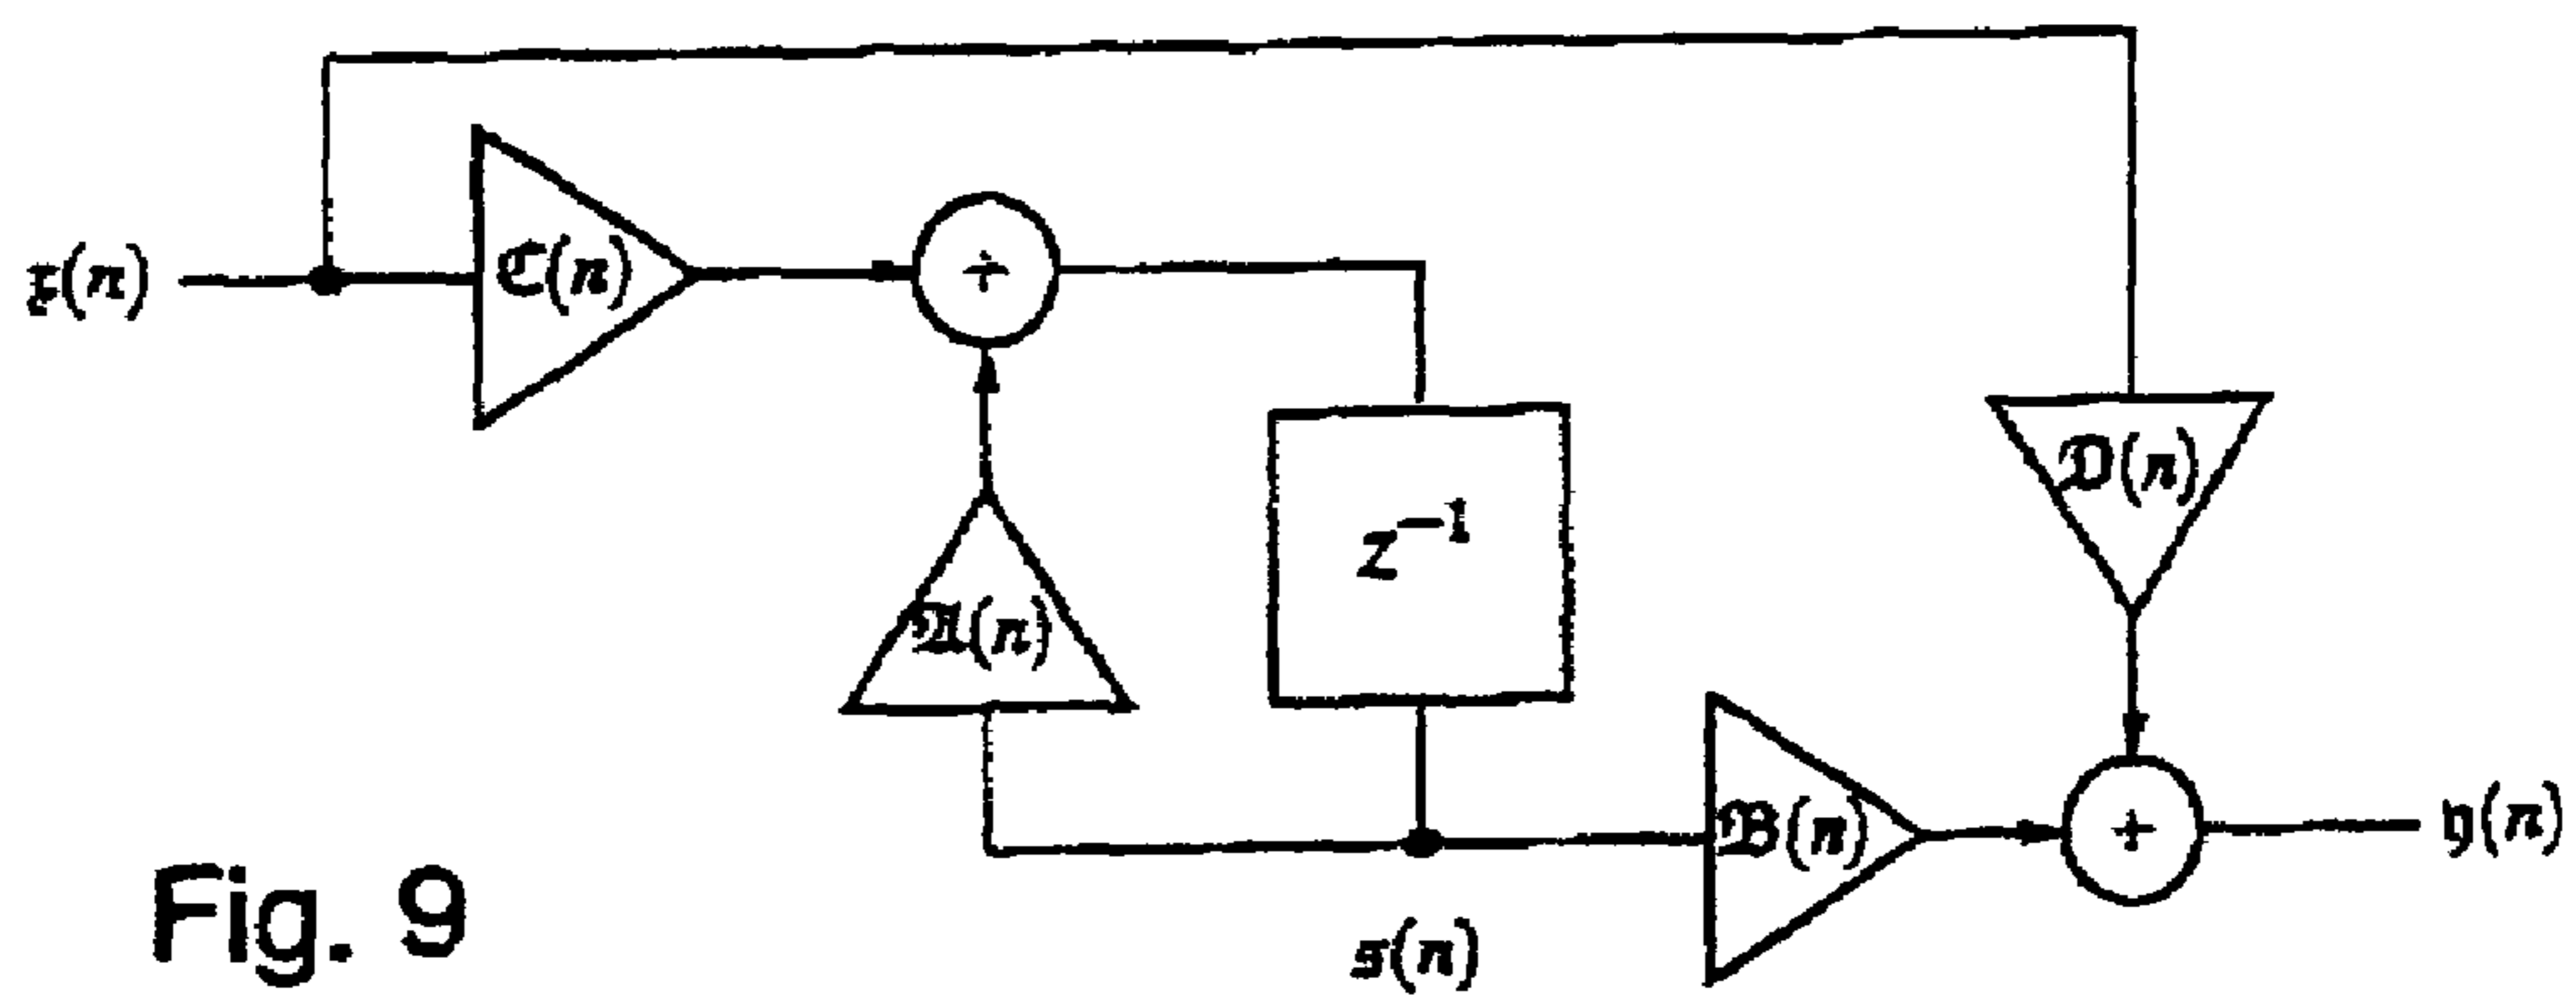 𝔵(n)
ℭ(n)
+
𝔇(n)
z⁻¹
𝔄(n)
𝔅(n)
+
𝔶(n)
𝔰(n)
Fig. 9